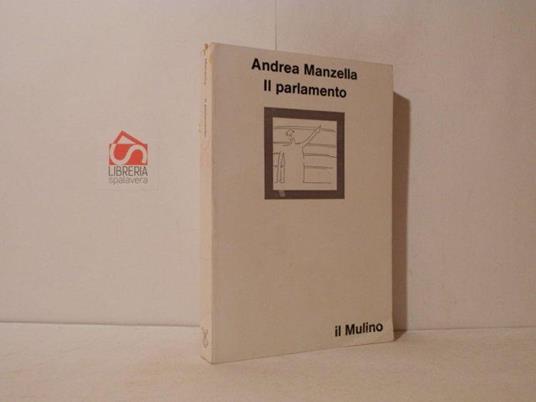 Andrea Manzella
Il parlamento
il Mulino
LIBRERIA
spalavera